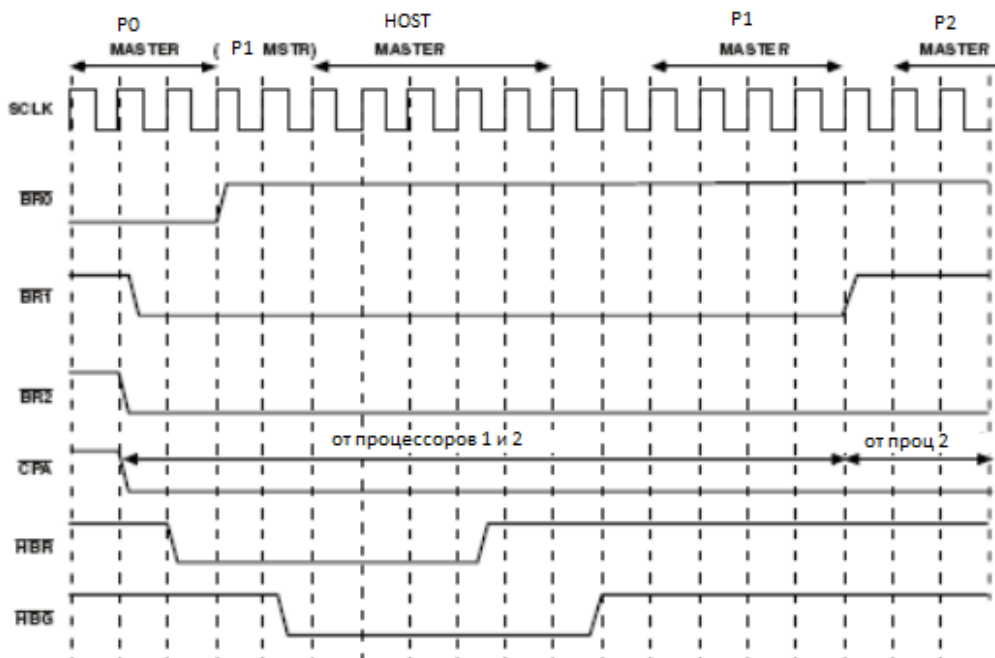 P0 HOST P1 P2
MASTER ( P1 MSTR) MASTER MASTER MASTER
SCLK
BR0
BR1
BR2
от процессоров 1 и 2 от проц 2
CPA
HBR
HBG